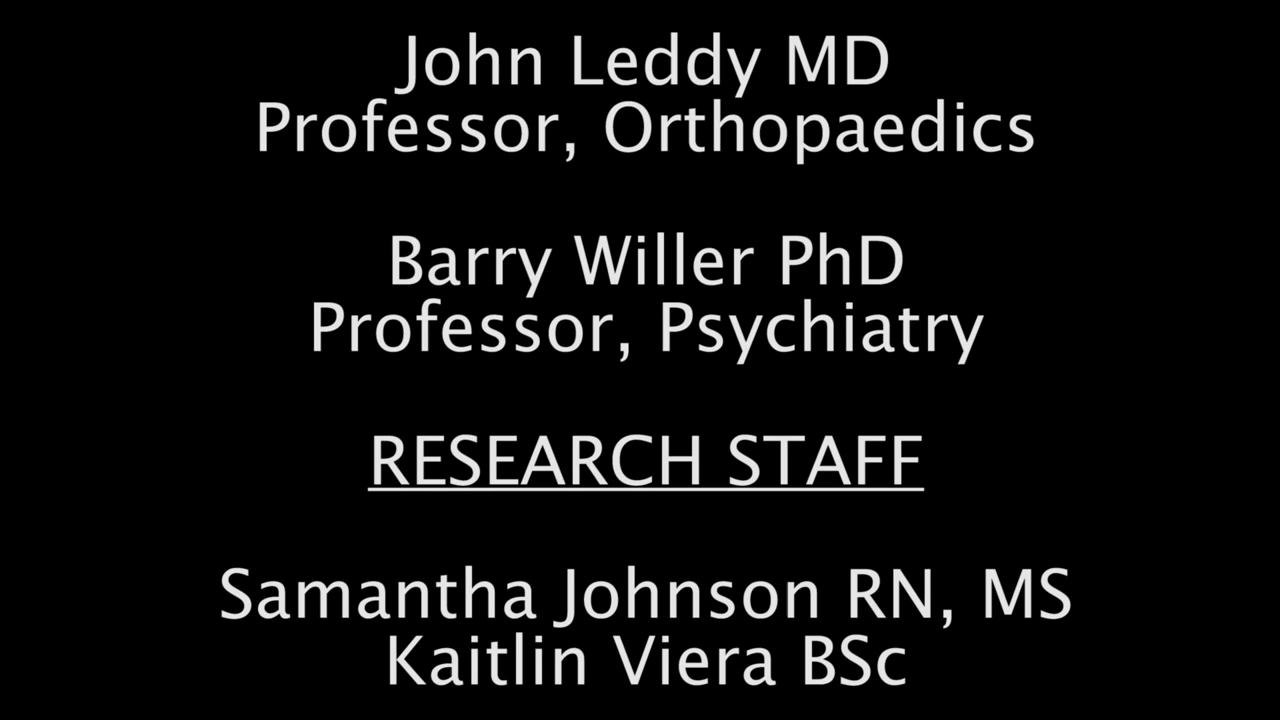 John Leddy MD
Professor, Orthopaedics
Barry Willer PhD
Professor, Psychiatry
RESEARCH STAFF
Samantha Johnson RN, MS
Kaitlin Viera BSc